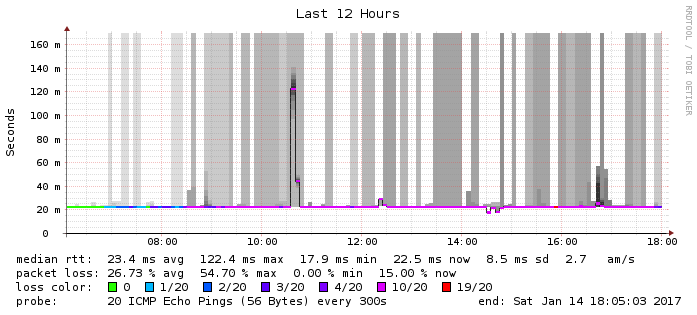 Last 12 Hours
RRDTOOL / TOBI OETIKER
Seconds
160 m
140 m
120 m
100 m
80 m
60 m
40 m
20 m
0
08:00 10:00 12:00 14:00 16:00 18:00
median rtt: 23.4 ms avg 122.4 ms max 17.9 ms min 22.5 ms now 8.5 ms sd 2.7 am/s
packet loss: 26.73 % avg 54.70 % max 0.00 % min 15.00 % now
loss color: 0 1/20 2/20 3/20 4/20 10/20 19/20
probe: 20 ICMP Echo Pings (56 Bytes) every 300s end: Sat Jan 14 18:05:03 2017